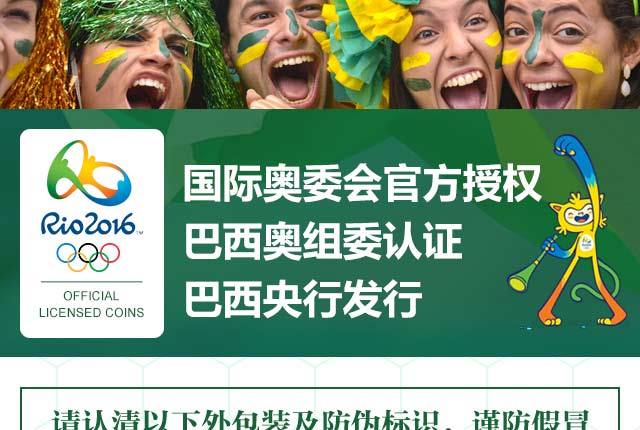 Rio2016™
OFFICIAL
LICENSED COINS
国际奥委会官方授权
巴西奥组委认证
巴西央行发行
请认清以下外包装及防伪标识，谨防假冒